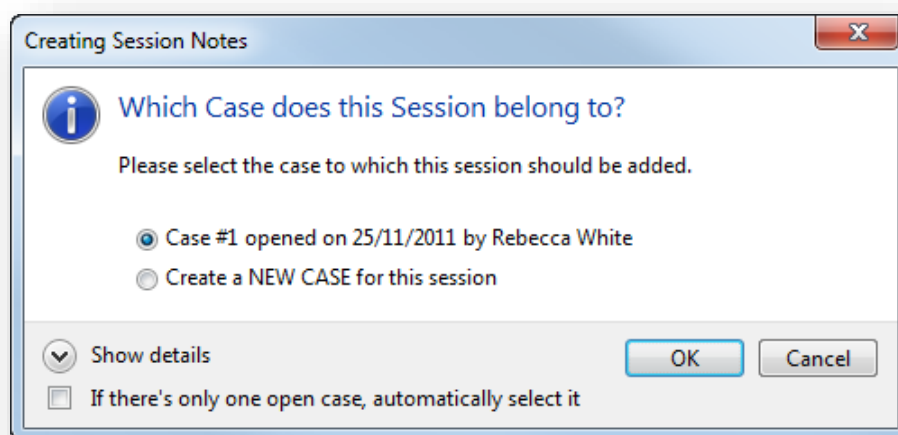 Creating Session Notes
Which Case does this Session belong to?
Please select the case to which this session should be added.
Case #1 opened on 25/11/2011 by Rebecca White
Create a NEW CASE for this session
Show details
OK
Cancel
If there's only one open case, automatically select it